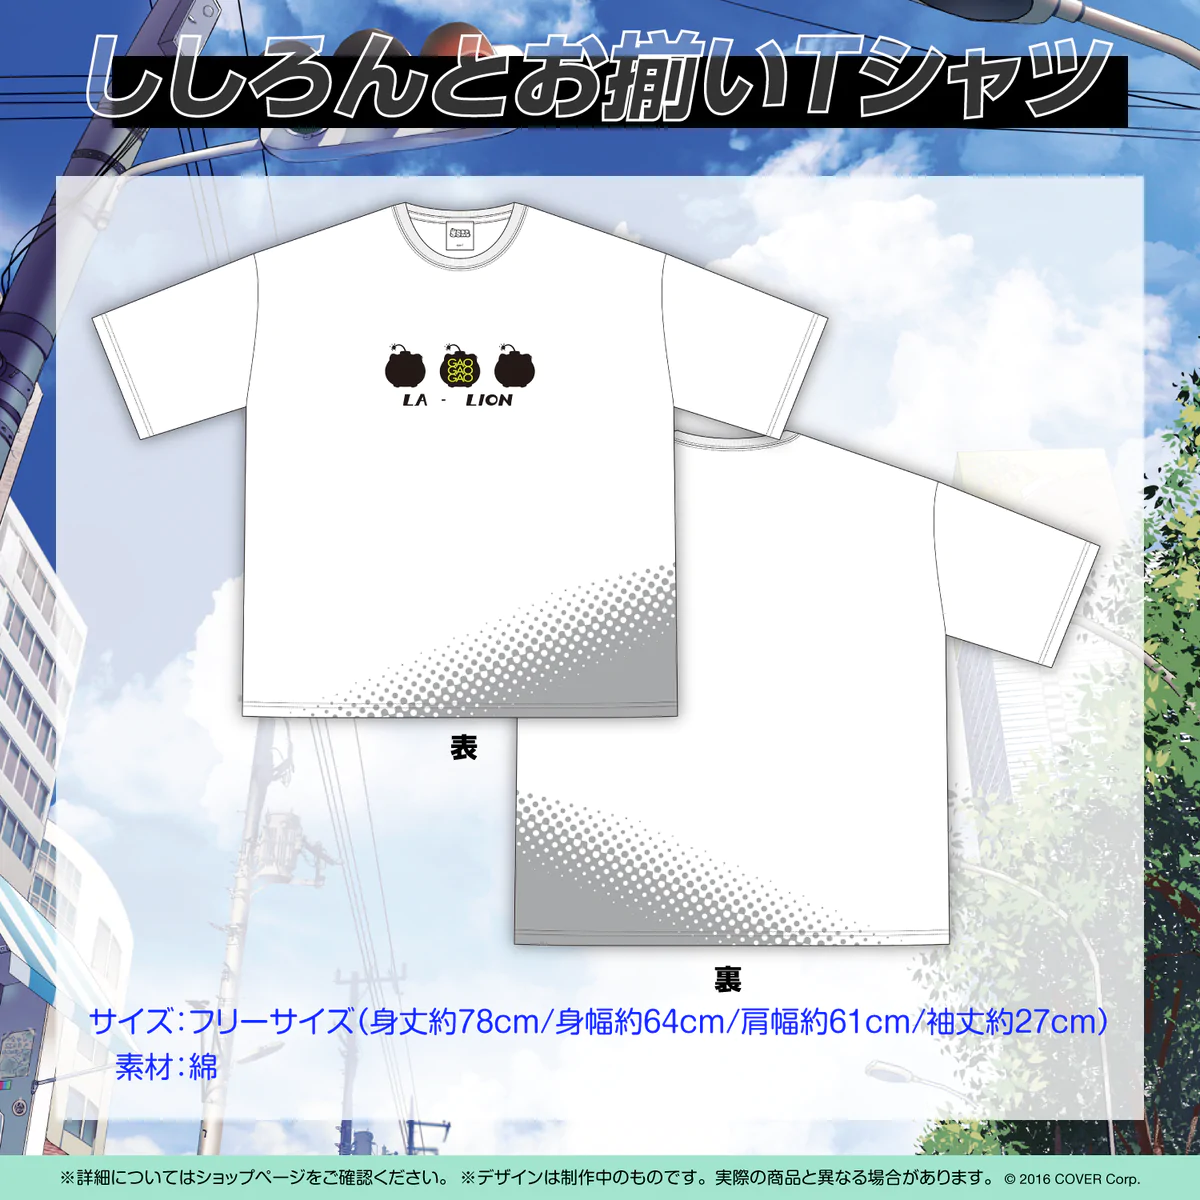 ししろんとお揃いTシャツ
GAO
GAO
GAO
LA - LION
表
裏
サイズ：フリーサイズ（身丈約78cm/身幅約64cm/肩幅約61cm/袖丈約27cm）
素材：綿
※詳細についてはショップページをご確認ください。 ※デザインは制作中のものです。実際の商品と異なる場合があります。 © 2016 COVER Corp.